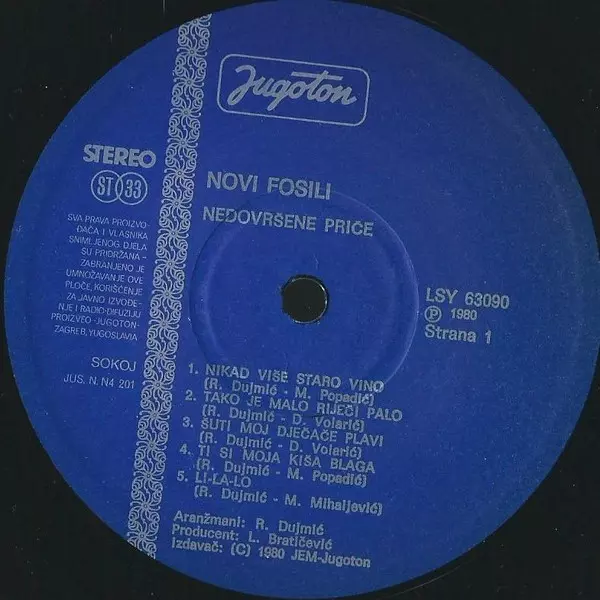 Jugoton
STEREO
ST 33
NOVI FOSILI
NEDOVRŠENE PRIČE
SVA PRAVA PROIZVO-
ĐAČA I VLASNIKA
SNIMLJENOG DJELA
SU PRIDRŽANA -
ZABRANJENO JE
UMNOŽAVANJE OVE
PLOČE, KORIŠĆENJE
ZA JAVNO IZVOĐE-
NJE I RADIO-DIFUZIJU
PROIZVEO -JUGOTON-
ZAGREB, YUGOSLAVIA
SOKOJ
JUS. N. N4 201
LSY 63090
Ⓟ 1980
Strana 1
1. NIKAD VIŠE STARO VINO
(R. Dujmić - M. Popadić)
2. TAKO JE MALO RIJEČI PALO
(R. Dujmić - D. Volarić)
3. ŠUTI MOJ DJEČAČE PLAVI
(R. Dujmić - D. Volarić)
4. TI SI MOJA KIŠA BLAGA
(R. Dujmić - M. Popadić)
5. LI-LA-LO
(R. Dujmić - M. Mihaljević)
Aranžmani: R. Dujmić
Producent: L. Bratičević
Izdavač: (C) 1980 JEM-Jugoton